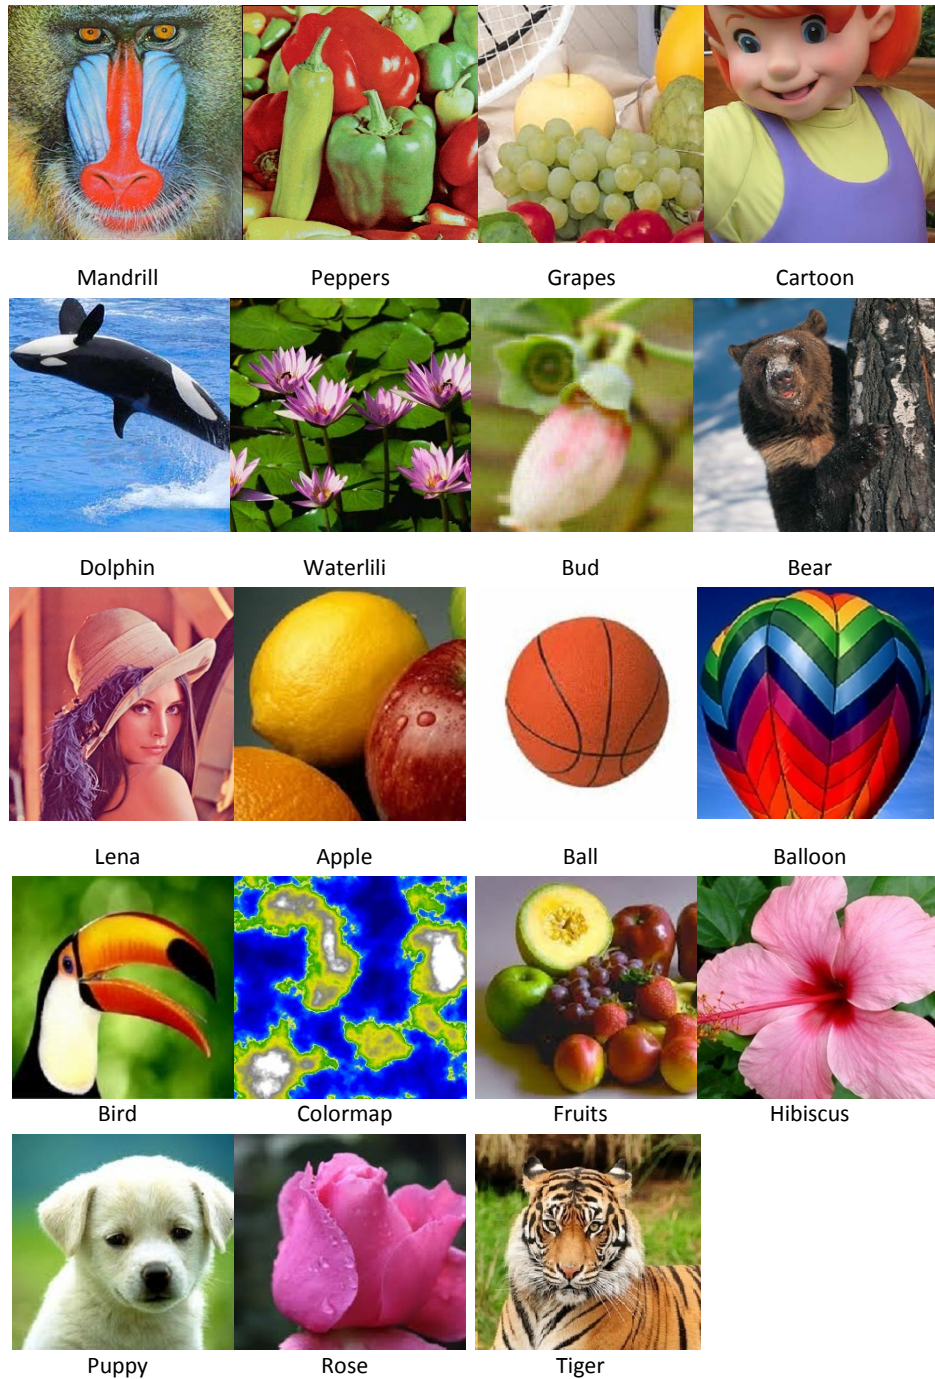 Mandrill Peppers Grapes Cartoon
Dolphin Waterlili Bud Bear
Lena Apple Ball Balloon
Bird Colormap Fruits Hibiscus
Puppy Rose Tiger